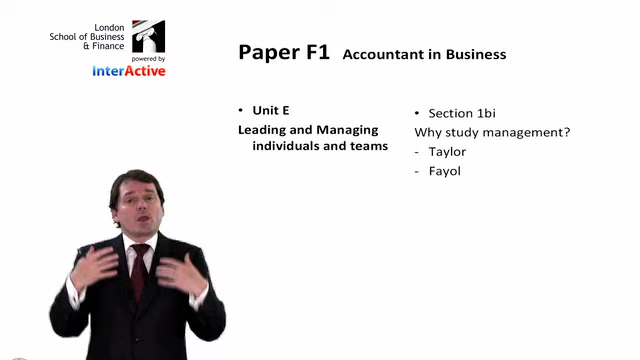 London
School of Business
& Finance
powered by
InterActive
Paper F1 Accountant in Business
• Unit E
Leading and Managing
individuals and teams
• Section 1bi
Why study management?
- Taylor
- Fayol